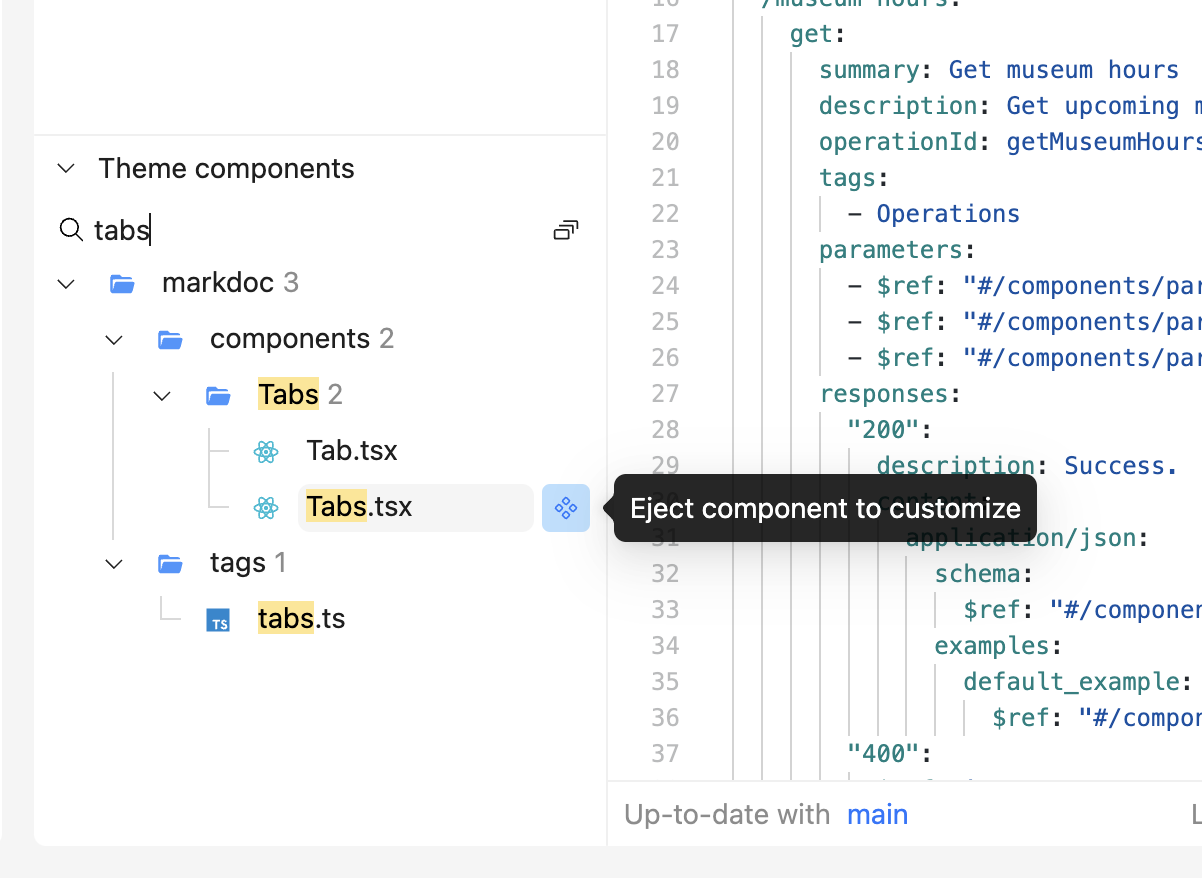 Theme components
tabs
markdoc 3
components 2
Tabs 2
Tab.tsx
Tabs.tsx
Eject component to customize
tags 1
TS tabs.ts
16 /museum-hours:
17 get:
18 summary: Get museum hours
19 description: Get upcoming
20 operationId: getMuseumHours
21 tags:
22 - Operations
23 parameters:
24 - $ref: "#/components/par
25 - $ref: "#/components/par
26 - $ref: "#/components/par
27 responses:
28 "200":
29 description: Success.
30 content:
31 application/json:
32 schema:
33 $ref: "#/componen
34 examples:
35 default_example:
36 $ref: "#/compon
37 "400":
Up-to-date with main